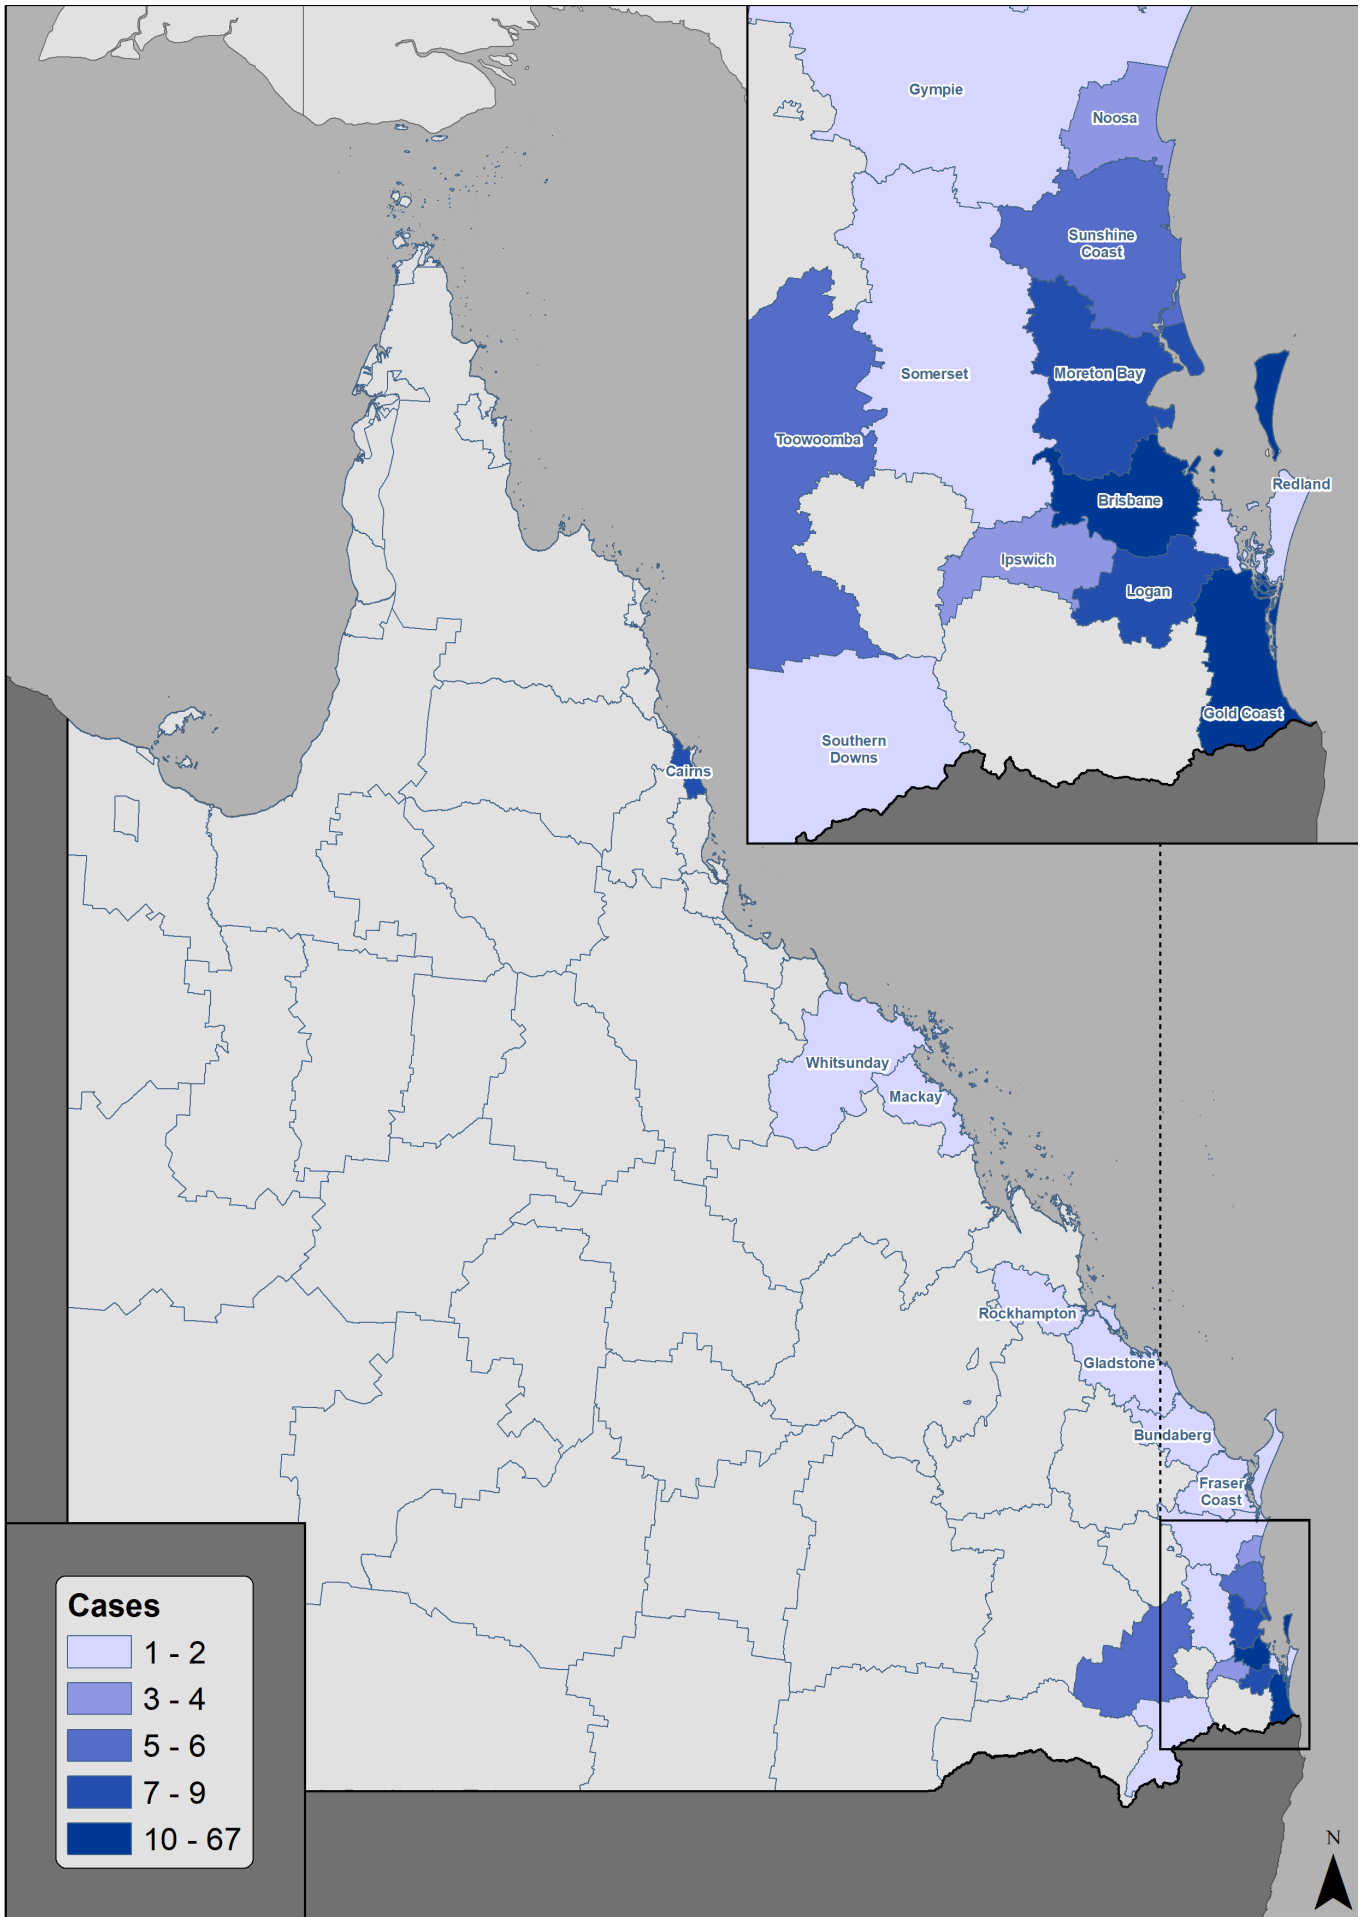 Gympie
Noosa
Sunshine
Coast
Somerset
Moreton Bay
Toowoomba
Redland
Brisbane
Ipswich
Logan
Gold Coast
Southern
Downs
Cairns
Whitsunday
Mackay
Rockhampton
Gladstone
Bundaberg
Fraser
Coast
Cases
1 - 2
3 - 4
5 - 6
7 - 9
10 - 67
N